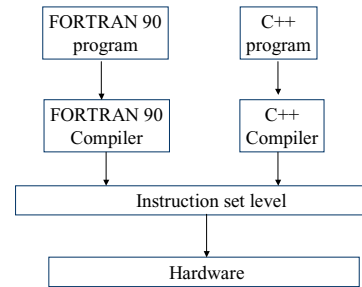 FORTRAN 90
program
C++
program
FORTRAN 90
Compiler
C++
Compiler
Instruction set level
Hardware